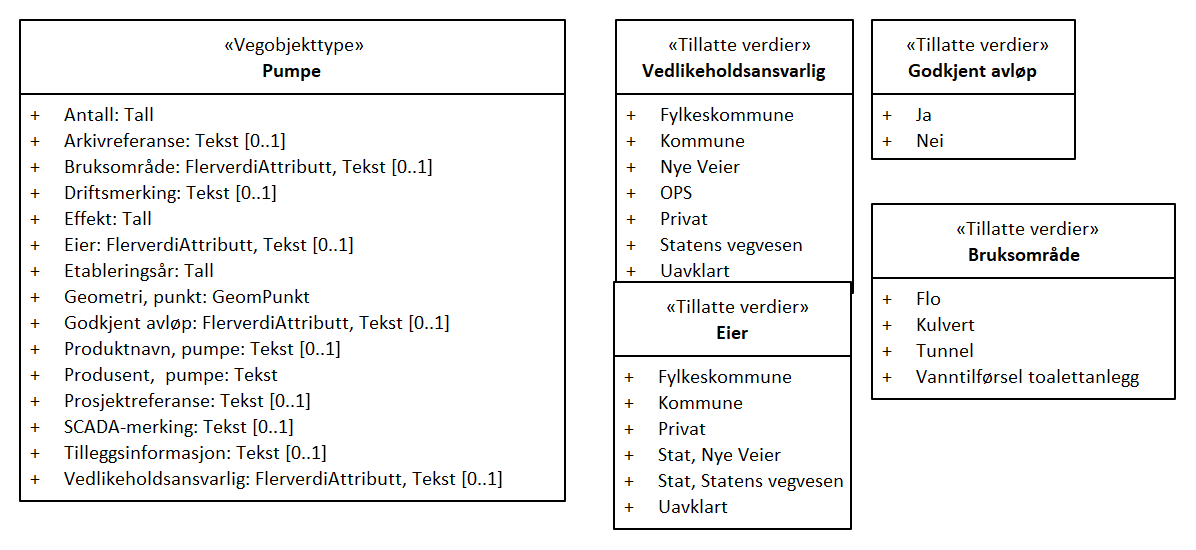 «Vegobjekttype»
Pumpe
+ Antall: Tall
+ Arkivreferanse: Tekst [0..1]
+ Bruksområde: FlerverdiAttributt, Tekst [0..1]
+ Driftsmerking: Tekst [0..1]
+ Effekt: Tall
+ Eier: FlerverdiAttributt, Tekst [0..1]
+ Etableringsår: Tall
+ Geometri, punkt: GeomPunkt
+ Godkjent avløp: FlerverdiAttributt, Tekst [0..1]
+ Produktnavn, pumpe: Tekst [0..1]
+ Produsent,  pumpe: Tekst
+ Prosjektreferanse: Tekst [0..1]
+ SCADA-merking: Tekst [0..1]
+ Tilleggsinformasjon: Tekst [0..1]
+ Vedlikeholdsansvarlig: FlerverdiAttributt, Tekst [0..1]
«Tillatte verdier»
Vedlikeholdsansvarlig
+ Fylkeskommune
+ Kommune
+ Nye Veier
+ OPS
+ Privat
+ Statens vegvesen
+ Uavklart
«Tillatte verdier»
Eier
+ Fylkeskommune
+ Kommune
+ Privat
+ Stat, Nye Veier
+ Stat, Statens vegvesen
+ Uavklart
«Tillatte verdier»
Godkjent avløp
+ Ja
+ Nei
«Tillatte verdier»
Bruksområde
+ Flo
+ Kulvert
+ Tunnel
+ Vanntilførsel toalettanlegg